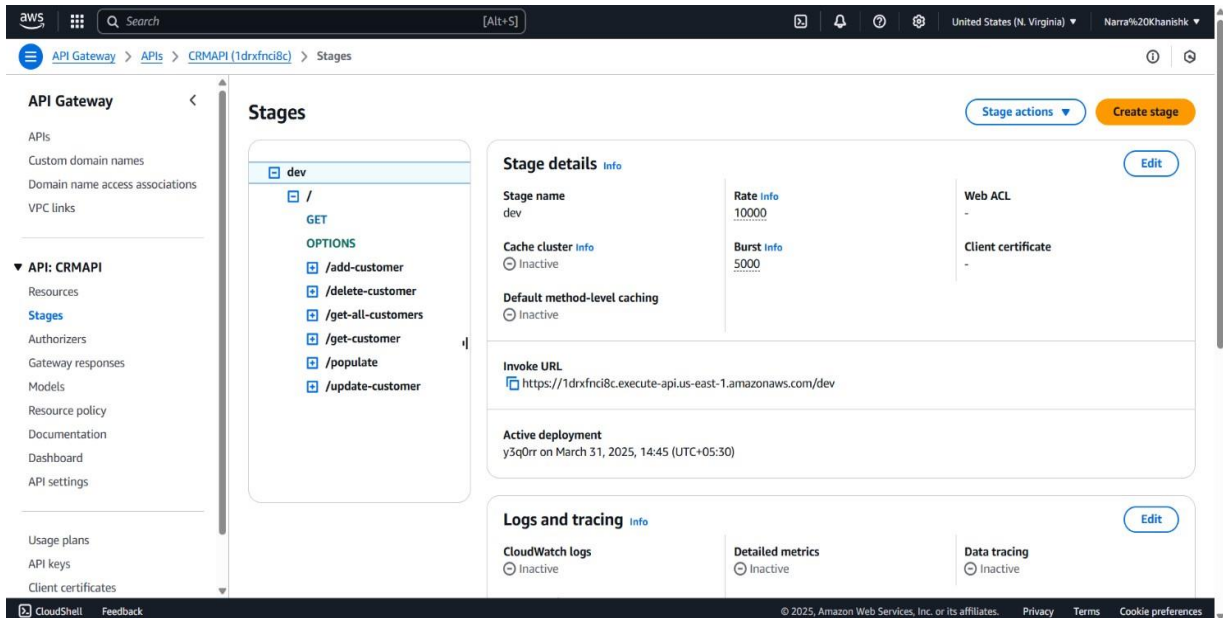 aws
Search [Alt+S]
United States (N. Virginia) ▼ Narra%20Khanishk ▼
API Gateway > APIs > CRMAPI (1drxfnci8c) > Stages
API Gateway
APIs
Custom domain names
Domain name access associations
VPC links
▼ API: CRMAPI
Resources
Stages
Authorizers
Gateway responses
Models
Resource policy
Documentation
Dashboard
API settings
Usage plans
API keys
Client certificates
Stages
Stage actions ▼ Create stage
dev
/
GET
OPTIONS
/add-customer
/delete-customer
/get-all-customers
/get-customer
/populate
/update-customer
Stage details Info
Edit
Stage name
dev
Rate Info
10000
Web ACL
-
Cache cluster Info
Inactive
Burst Info
5000
Client certificate
-
Default method-level caching
Inactive
Invoke URL
https://1drxfnci8c.execute-api.us-east-1.amazonaws.com/dev
Active deployment
y3q0rr on March 31, 2025, 14:45 (UTC+05:30)
Logs and tracing Info
Edit
CloudWatch logs
Inactive
Detailed metrics
Inactive
Data tracing
Inactive
CloudShell Feedback © 2025, Amazon Web Services, Inc. or its affiliates. Privacy Terms Cookie preferences